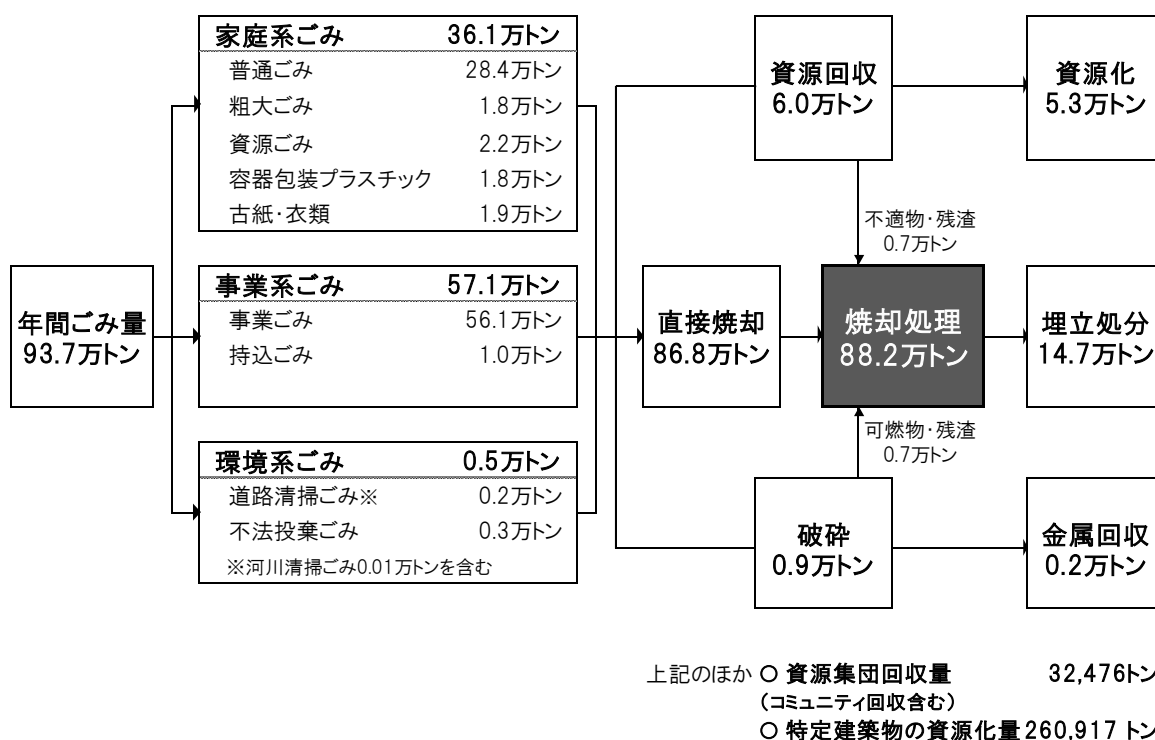 年間ごみ量
93.7万トン
家庭系ごみ 36.1万トン
普通ごみ 28.4万トン
粗大ごみ 1.8万トン
資源ごみ 2.2万トン
容器包装プラスチック 1.8万トン
古紙・衣類 1.9万トン
事業系ごみ 57.1万トン
事業ごみ 56.1万トン
持込ごみ 1.0万トン
環境系ごみ 0.5万トン
道路清掃ごみ※ 0.2万トン
不法投棄ごみ 0.3万トン
※河川清掃ごみ0.01万トンを含む
資源回収
6.0万トン
資源化
5.3万トン
不適物・残渣
0.7万トン
直接焼却
86.8万トン
焼却処理
88.2万トン
埋立処分
14.7万トン
可燃物・残渣
0.7万トン
破砕
0.9万トン
金属回収
0.2万トン
上記のほか ○ 資源集団回収量 32,476トン
(コミュニティ回収含む)
○ 特定建築物の資源化量 260,917 トン